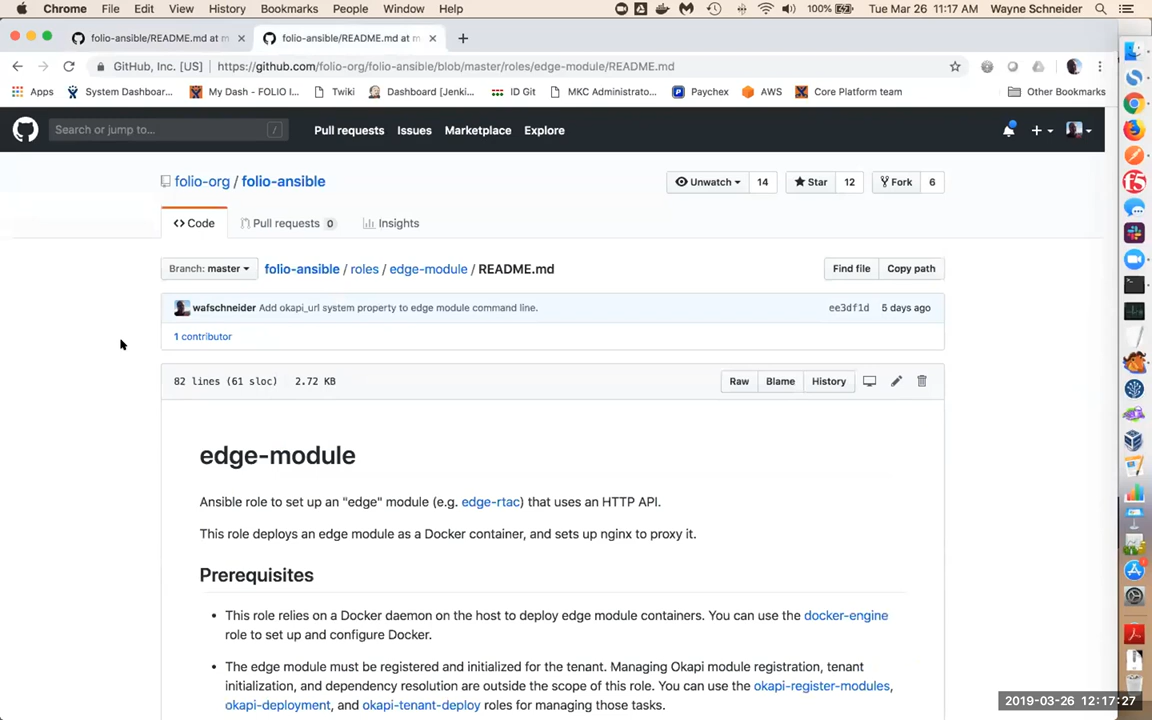 Chrome File Edit View History Bookmarks People Window Help 100% Tue Mar 26 11:17 AM Wayne Schneider
folio-ansible/README.md at m × folio-ansible/README.md at m × +
GitHub, Inc. [US] https://github.com/folio-org/folio-ansible/blob/master/roles/edge-module/README.md
Apps System Dashboar... My Dash - FOLIO I... Twiki Dashboard [Jenki... ID Git MKC Administrato... Paychex AWS Core Platform team Other Bookmarks
Search or jump to... / Pull requests Issues Marketplace Explore
folio-org / folio-ansible Unwatch 14 Star 12 Fork 6
Code Pull requests 0 Insights
Branch: master folio-ansible / roles / edge-module / README.md Find file Copy path
wafschneider Add okapi_url system property to edge module command line. ee3df1d 5 days ago
1 contributor
82 lines (61 sloc) 2.72 KB Raw Blame History
edge-module
Ansible role to set up an "edge" module (e.g. edge-rtac) that uses an HTTP API.
This role deploys an edge module as a Docker container, and sets up nginx to proxy it.
Prerequisites
• This role relies on a Docker daemon on the host to deploy edge module containers. You can use the docker-engine
role to set up and configure Docker.
• The edge module must be registered and initialized for the tenant. Managing Okapi module registration, tenant
initialization, and dependency resolution are outside the scope of this role. You can use the okapi-register-modules,
okapi-deployment, and okapi-tenant-deploy roles for managing those tasks.
2019-03-26 12:17:27